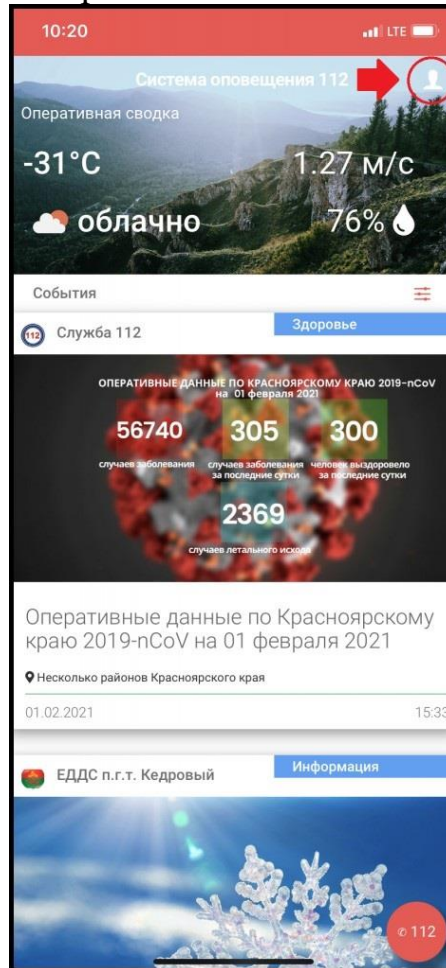 10:20
LTE
Система оповещения 112
Оперативная сводка
-31°C
1.27 м/с
облачно
76%
События
112
Служба 112
Здоровье
ОПЕРАТИВНЫЕ ДАННЫЕ ПО КРАСНОЯРСКОМУ КРАЮ 2019-nCoV
на 01 февраля 2021
56740
305
300
случаев заболевания
случаев заболевания
за последние сутки
человек выздоровело
за последние сутки
2369
случаев летального исхода
Оперативные данные по Красноярскому
краю 2019-nCoV на 01 февраля 2021
Несколько районов Красноярского края
01.02.2021
15:33
ЕДДС п.г.т. Кедровый
Информация
✆ 112